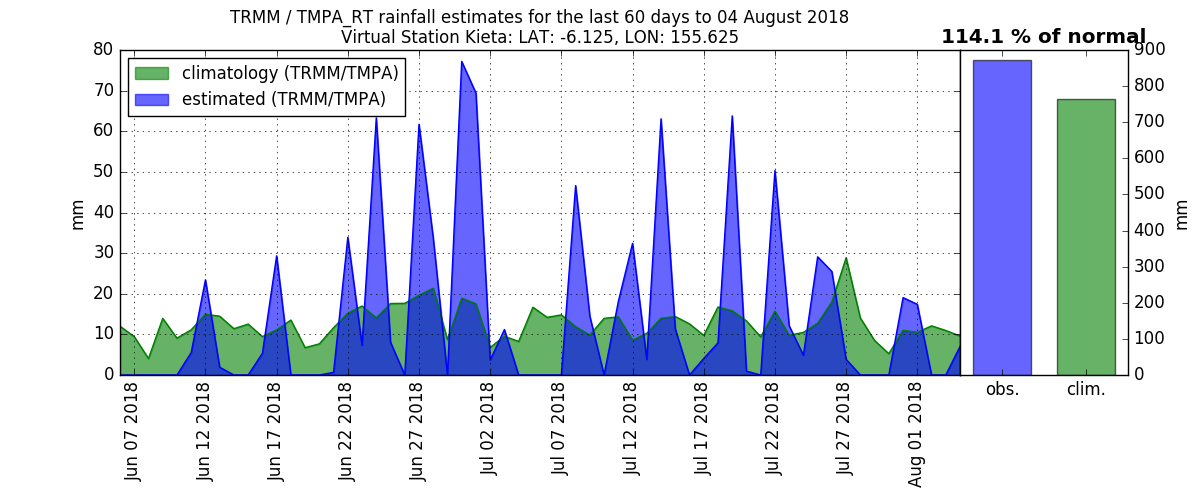 TRMM / TMPA_RT rainfall estimates for the last 60 days to 04 August 2018
Virtual Station Kieta: LAT: -6.125, LON: 155.625
114.1 % of normal
climatology (TRMM/TMPA)
estimated (TRMM/TMPA)
mm
80
70
60
50
40
30
20
10
0
Jun 07 2018
Jun 12 2018
Jun 17 2018
Jun 22 2018
Jun 27 2018
Jul 02 2018
Jul 07 2018
Jul 12 2018
Jul 17 2018
Jul 22 2018
Jul 27 2018
Aug 01 2018
obs.
clim.
900
800
700
600
500
400
300
200
100
0
mm